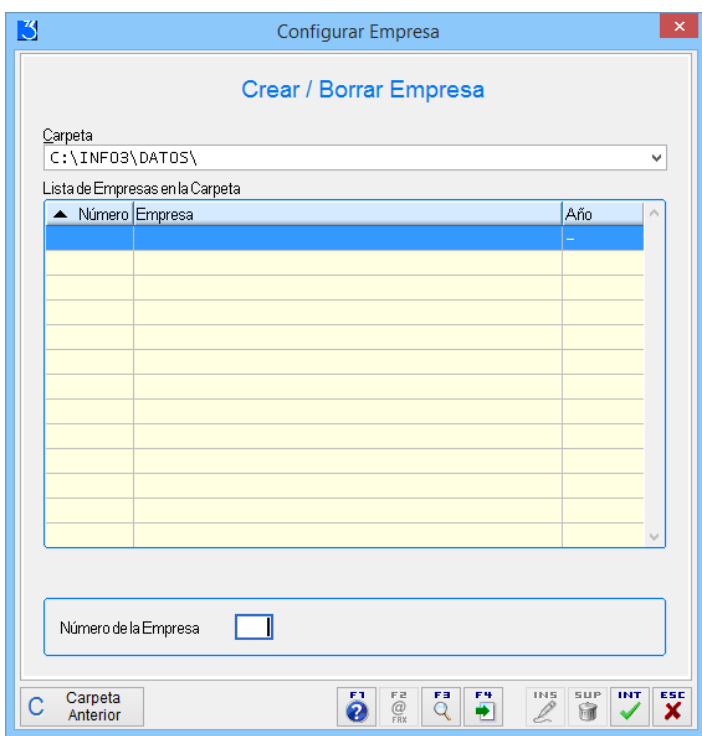 3
Configurar Empresa
Crear / Borrar Empresa
Carpeta
C:\INFO3\DATOS\
Lista de Empresas en la Carpeta
Número Empresa Año
–
Número de la Empresa
C Carpeta Anterior
F1 F2 F3 F4 INS SUP INT ESC
@
FRX